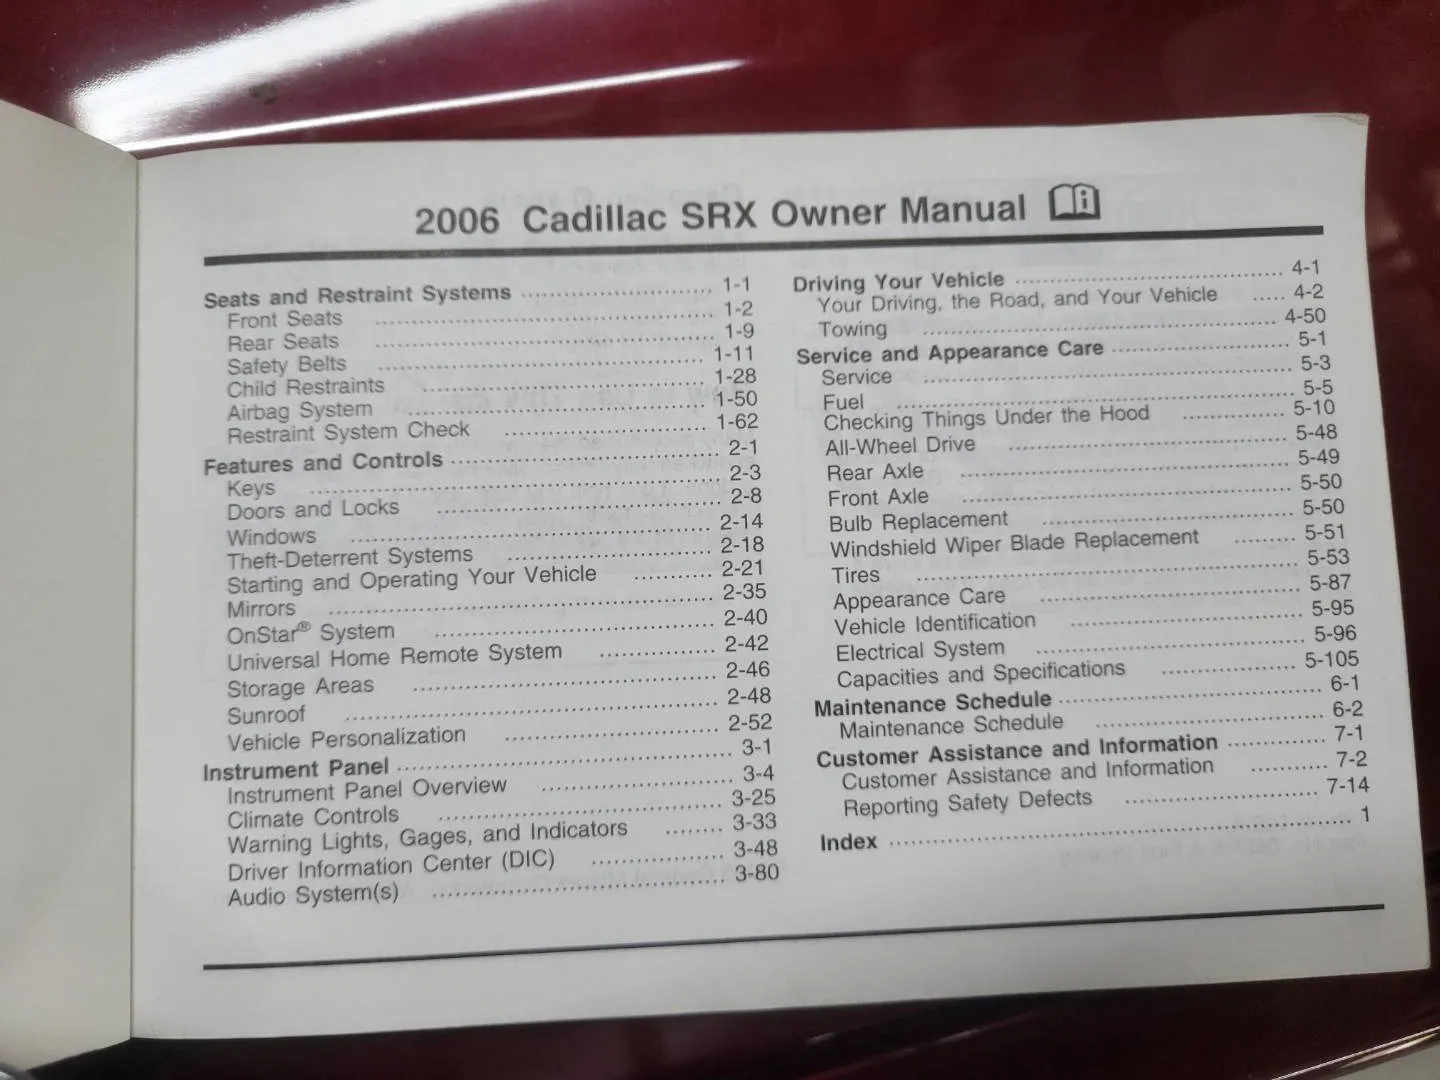 2006 Cadillac SRX Owner Manual
Seats and Restraint Systems ........................... 1-1
Front Seats ............................................ 1-2
Rear Seats ............................................. 1-9
Safety Belts ........................................... 1-11
Child Restraints ....................................... 1-28
Airbag System ......................................... 1-50
Restraint System Check ............................ 1-62
Features and Controls ..................................... 2-1
Keys ..................................................... 2-3
Doors and Locks ...................................... 2-8
Windows ................................................ 2-14
Theft-Deterrent Systems ............................ 2-18
Starting and Operating Your Vehicle ........... 2-21
Mirrors .................................................. 2-35
OnStar® System ...................................... 2-40
Universal Home Remote System ................ 2-42
Storage Areas ......................................... 2-46
Sunroof ................................................. 2-48
Vehicle Personalization .............................. 2-52
Instrument Panel ............................................. 3-1
Instrument Panel Overview ......................... 3-4
Climate Controls ...................................... 3-25
Warning Lights, Gages, and Indicators ........ 3-33
Driver Information Center (DIC) .................. 3-48
Audio System(s) ....................................... 3-80
Driving Your Vehicle ....................................... 4-1
Your Driving, the Road, and Your Vehicle ..... 4-2
Towing .................................................. 4-50
Service and Appearance Care ........................... 5-1
Service .................................................. 5-3
Fuel ...................................................... 5-5
Checking Things Under the Hood ............... 5-10
All-Wheel Drive ....................................... 5-48
Rear Axle ............................................... 5-49
Front Axle .............................................. 5-50
Bulb Replacement .................................... 5-50
Windshield Wiper Blade Replacement ......... 5-51
Tires ..................................................... 5-53
Appearance Care ..................................... 5-87
Vehicle Identification ................................ 5-95
Electrical System ..................................... 5-96
Capacities and Specifications .................... 5-105
Maintenance Schedule ..................................... 6-1
Maintenance Schedule ............................... 6-2
Customer Assistance and Information .............. 7-1
Customer Assistance and Information ........... 7-2
Reporting Safety Defects ........................... 7-14
Index ............................................................. 1